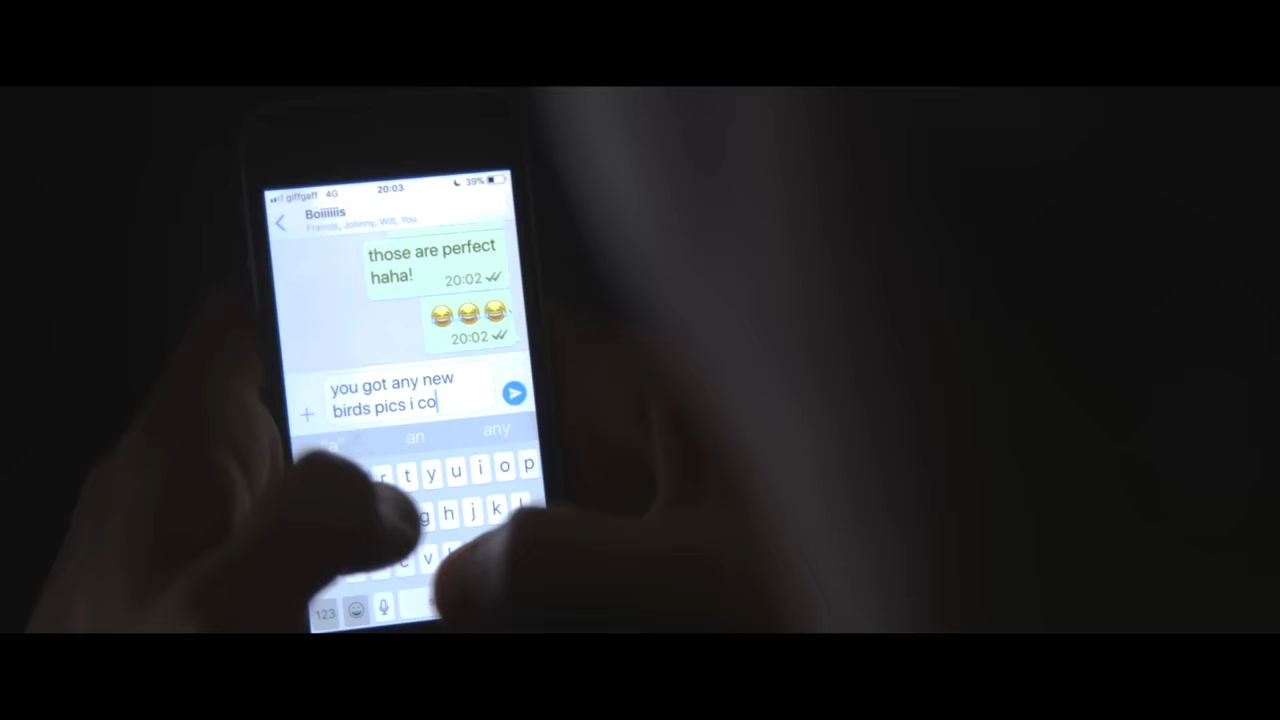 giffgaff 4G 20:03 39%
Boiiiiiis
Francis, Johnny, Will, You
those are perfect
haha!
20:02
20:02
you got any new
birds pics i co
"a" an any
r t y u i o p
g h j k l
c v
123